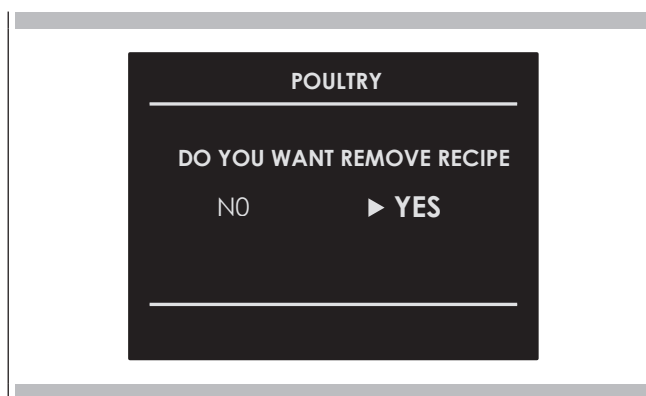 POULTRY
DO YOU WANT REMOVE RECIPE
N0 ▶ YES